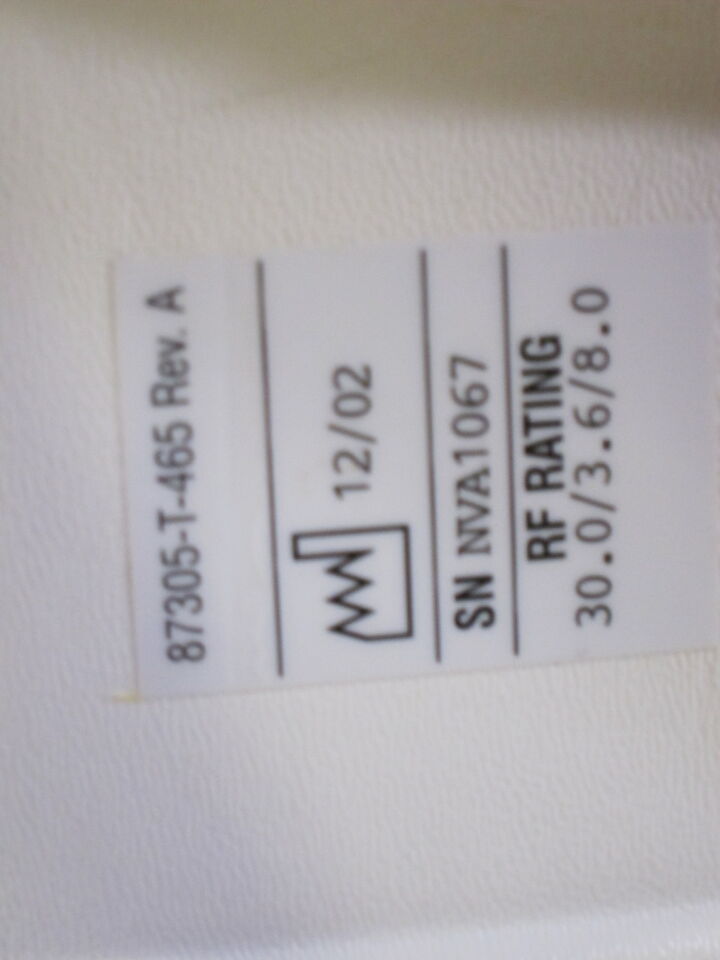 87305-T-465 Rev. A
12/02
SN NVA1067
RF RATING
30.0/3.6/8.0